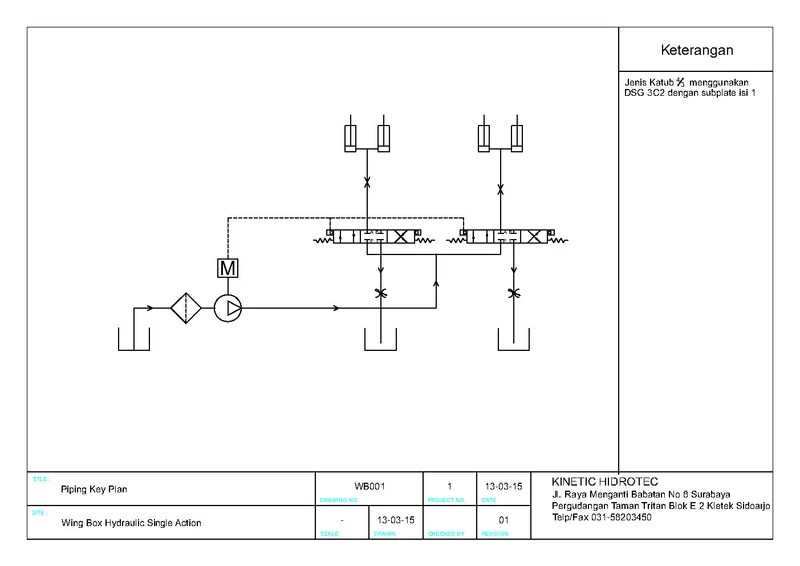 Keterangan
Jenis Katub 4/3 menggunakan
DSG 3C2 dengan subplate isi 1
M
TITLE :
Piping Key Plan
WB001
DRAWING NO.
1
PROJECT NO.
13-03-15
DATE
SITE :
Wing Box Hydraulic Single Action
-
SCALE
13-03-15
DRAWN
CHECKED BY
01
REVISION
KINETIC HIDROTEC
Jl. Raya Menganti Babatan No 8 Surabaya
Pergudangan Taman Tritan Blok E 2 Kletek Sidoarjo
Telp/Fax 031-58203450